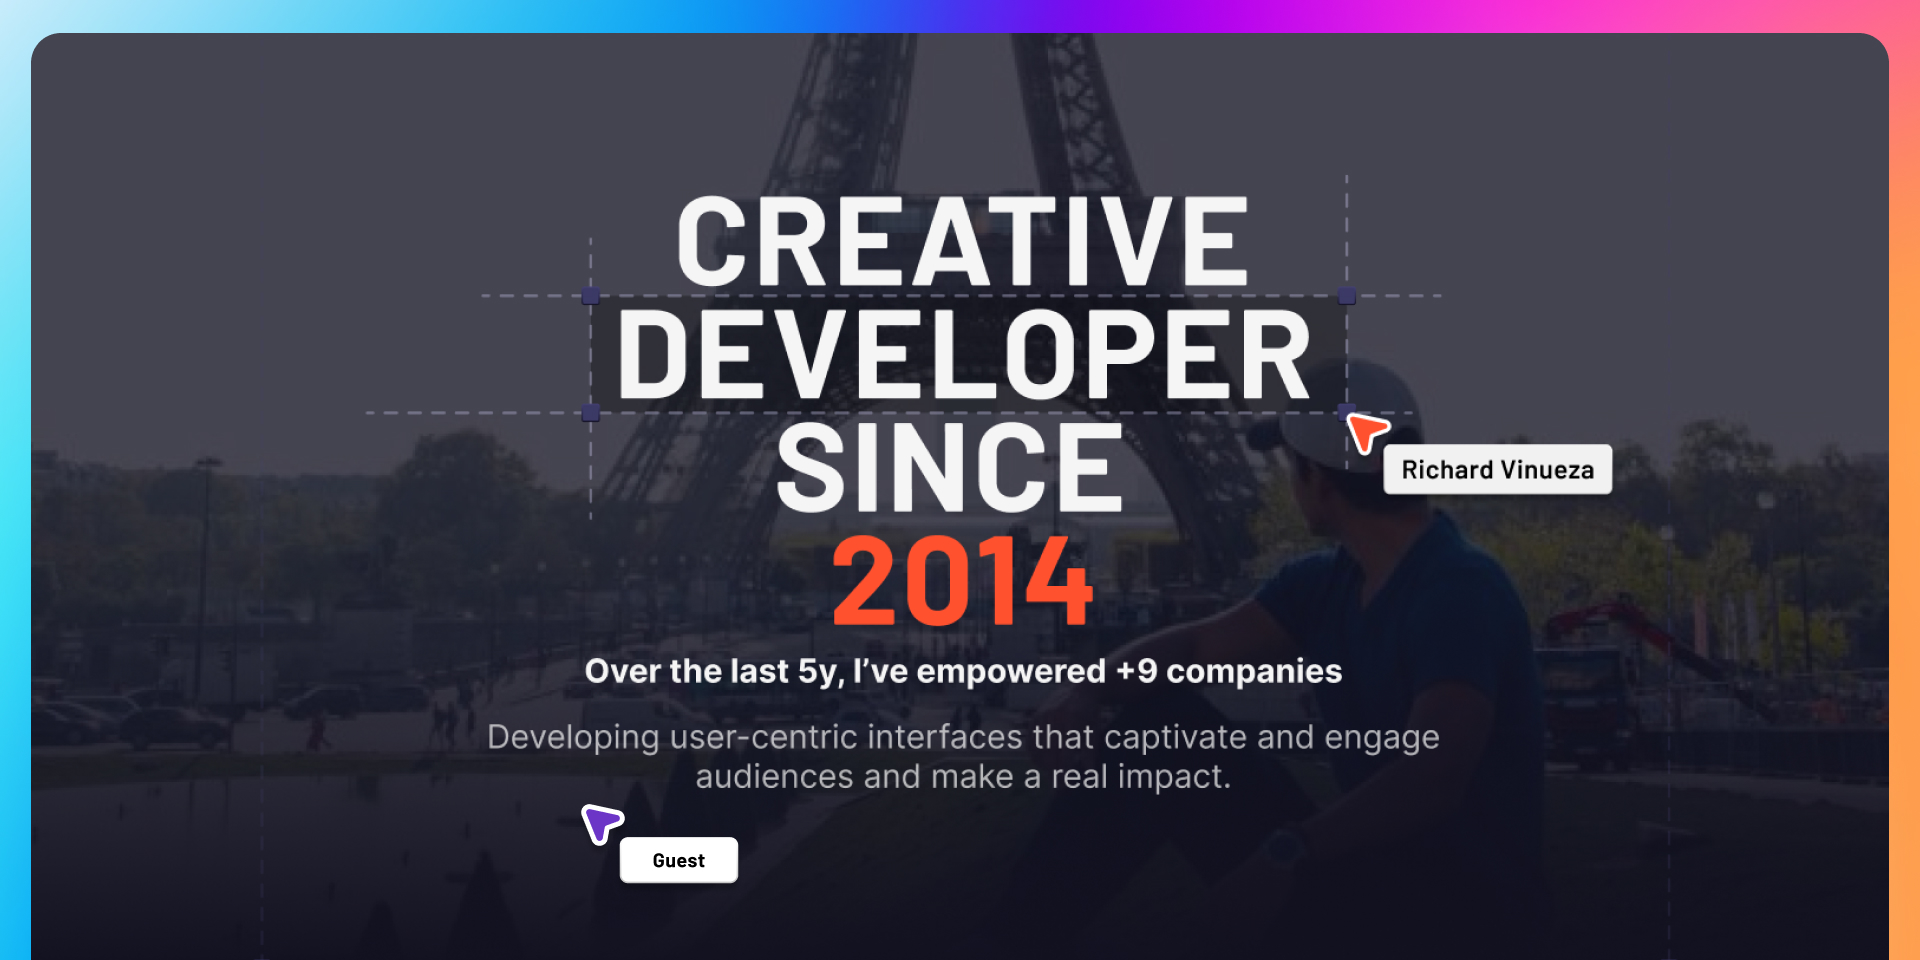 CREATIVE
DEVELOPER
SINCE
2014
Richard Vinueza
Over the last 5y, I’ve empowered +9 companies
Developing user-centric interfaces that captivate and engage
audiences and make a real impact.
Guest